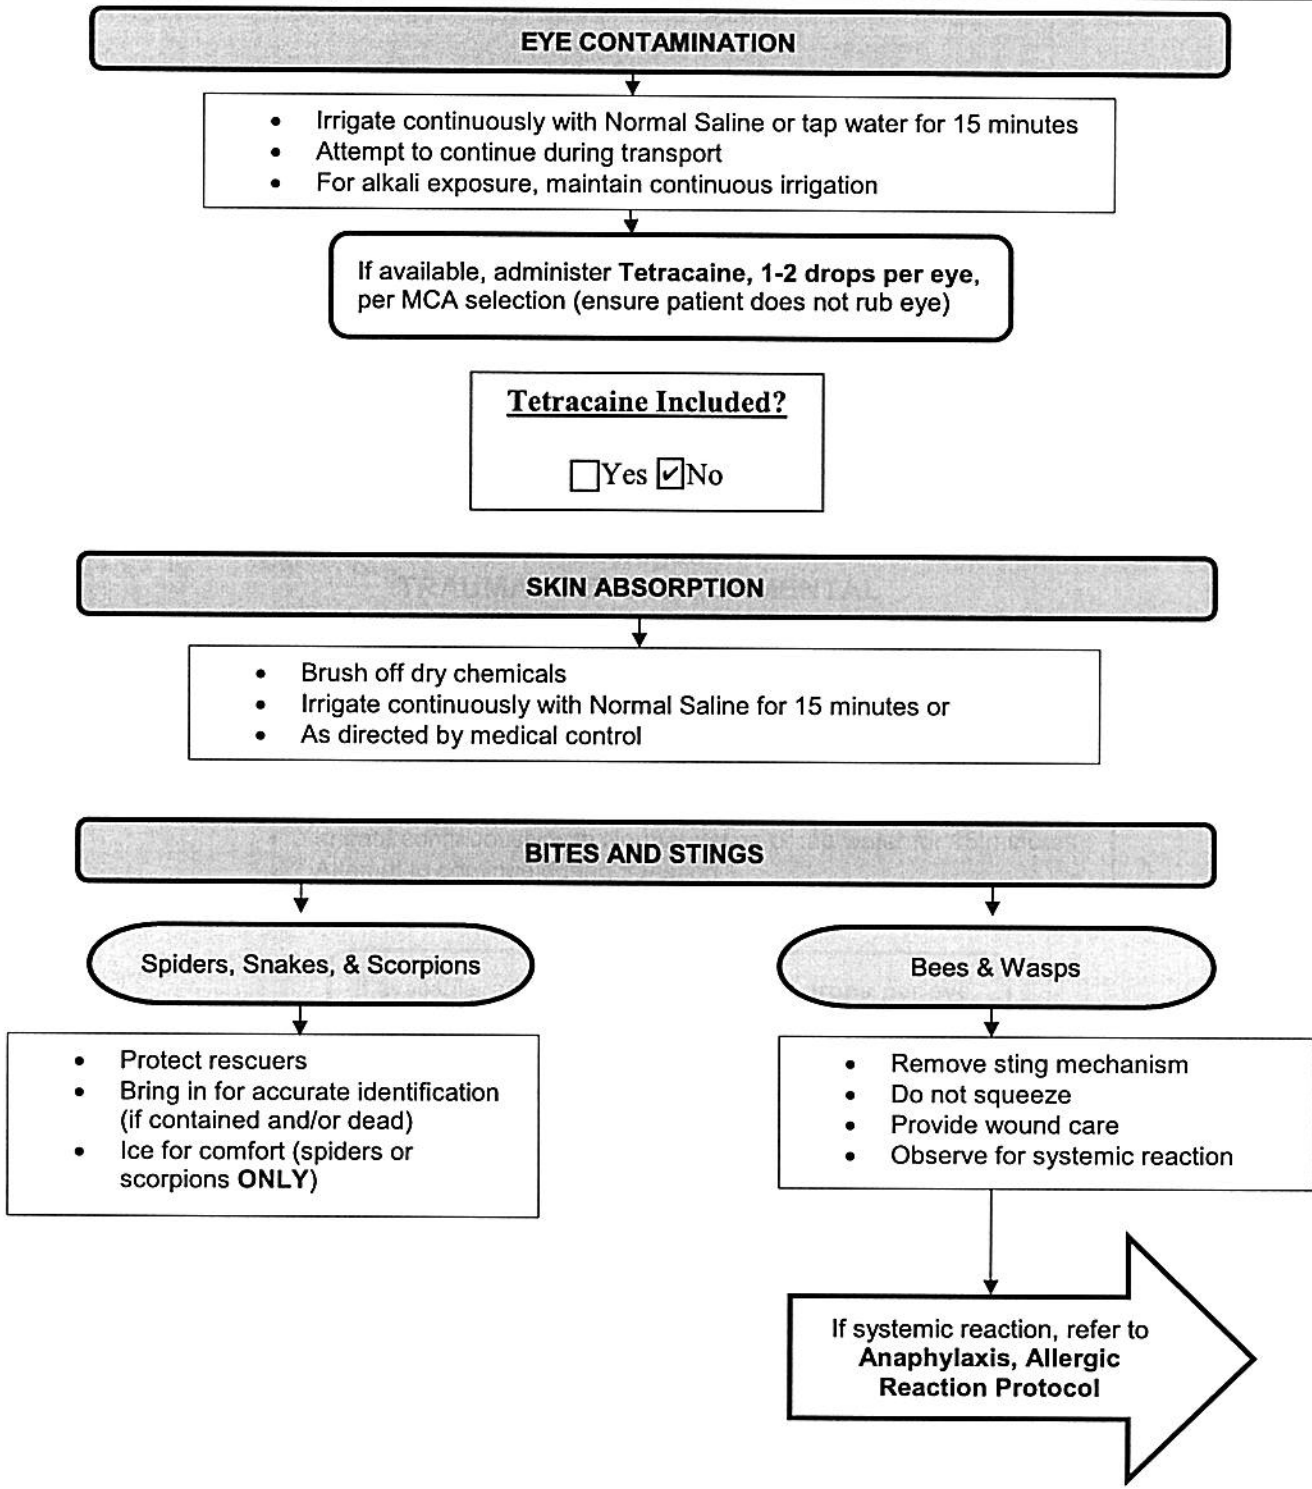 EYE CONTAMINATION
• Irrigate continuously with Normal Saline or tap water for 15 minutes
• Attempt to continue during transport
• For alkali exposure, maintain continuous irrigation
If available, administer Tetracaine, 1-2 drops per eye,
per MCA selection (ensure patient does not rub eye)
Tetracaine Included?
☐Yes ☑No
SKIN ABSORPTION
• Brush off dry chemicals
• Irrigate continuously with Normal Saline for 15 minutes or
• As directed by medical control
BITES AND STINGS
Spiders, Snakes, & Scorpions
• Protect rescuers
• Bring in for accurate identification
(if contained and/or dead)
• Ice for comfort (spiders or
scorpions ONLY)
Bees & Wasps
• Remove sting mechanism
• Do not squeeze
• Provide wound care
• Observe for systemic reaction
If systemic reaction, refer to
Anaphylaxis, Allergic
Reaction Protocol